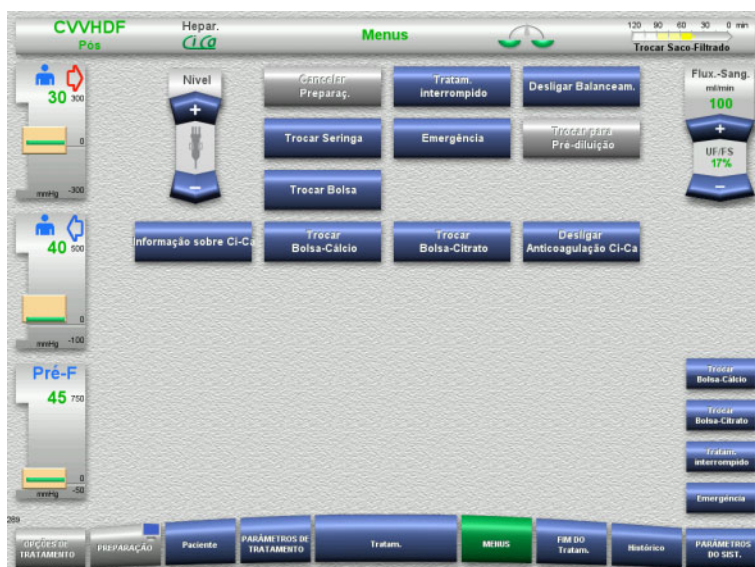 CVVHDF
Pós
Hepar.
CiCa
Menus
120 90 60 30 0 min
Trocar Saco-Filtrado
30
300
0
-300
mmHg
40
500
0
-100
mmHg
Pré-F
45
750
0
-50
mmHg
Nivel
+
−
Cancelar
Preparaç.
Tratam.
interrompido
Desligar Balanceam.
Trocar Seringa
Emergência
Trocar para
Pré-diluição
Trocar Bolsa
Informação sobre Ci-Ca
Trocar
Bolsa-Cálcio
Trocar
Bolsa-Citrato
Desligar
Anticoagulação Ci-Ca
Flux.-Sang.
ml/min
100
+
UF/FS
17%
−
Trocar
Bolsa-Cálcio
Trocar
Bolsa-Citrato
Tratam.
interrompido
Emergência
OPÇÕES DE
TRATAMENTO
PREPARAÇÃO
Paciente
PARÂMETROS DE
TRATAMENTO
Tratam.
MENUS
FIM DO
Tratam.
Histórico
PARÂMETROS
DO SIST.